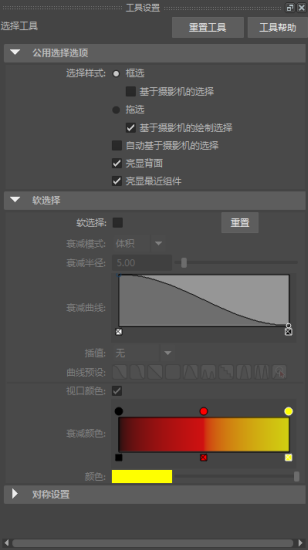 工具设置
选择工具
重置工具
工具帮助
公用选择选项
选择样式: 框选
基于摄影机的选择
拖选
基于摄影机的绘制选择
自动基于摄影机的选择
亮显背面
亮显最近组件
软选择
软选择:
重置
衰减模式: 体积
衰减半径: 5.00
衰减曲线:
插值: 无
曲线预设:
视口颜色:
衰减颜色:
颜色:
对称设置